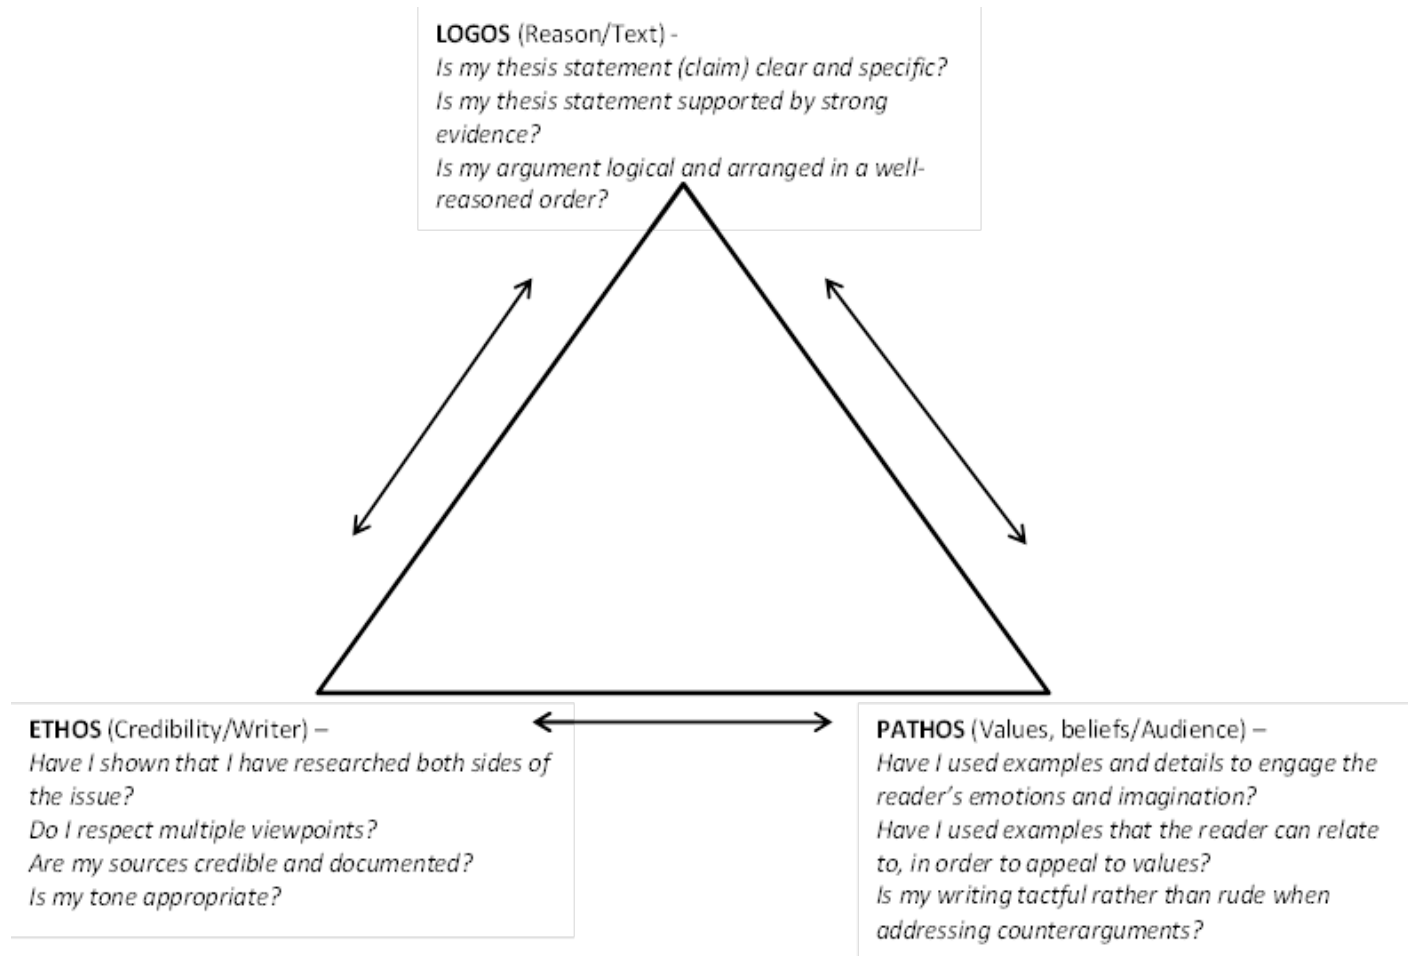 LOGOS (Reason/Text) -
Is my thesis statement (claim) clear and specific?
Is my thesis statement supported by strong
evidence?
Is my argument logical and arranged in a well-
reasoned order?
ETHOS (Credibility/Writer) –
Have I shown that I have researched both sides of
the issue?
Do I respect multiple viewpoints?
Are my sources credible and documented?
Is my tone appropriate?
PATHOS (Values, beliefs/Audience) –
Have I used examples and details to engage the
reader’s emotions and imagination?
Have I used examples that the reader can relate
to, in order to appeal to values?
Is my writing tactful rather than rude when
addressing counterarguments?